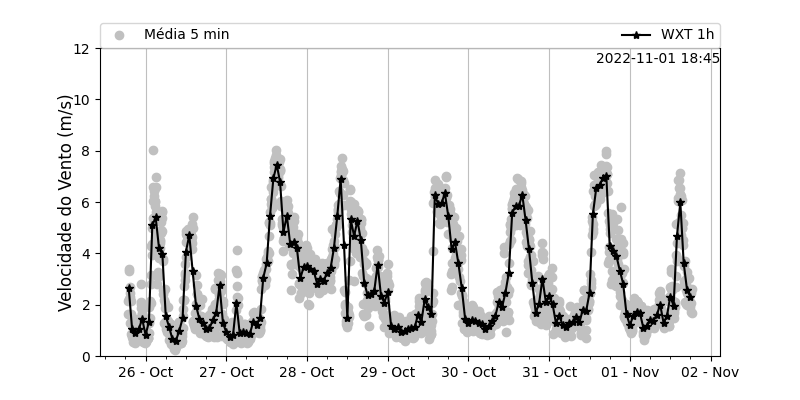 Média 5 min
WXT 1h
2022-11-01 18:45
Velocidade do Vento (m/s)
12
10
8
6
4
2
0
26 - Oct
27 - Oct
28 - Oct
29 - Oct
30 - Oct
31 - Oct
01 - Nov
02 - Nov